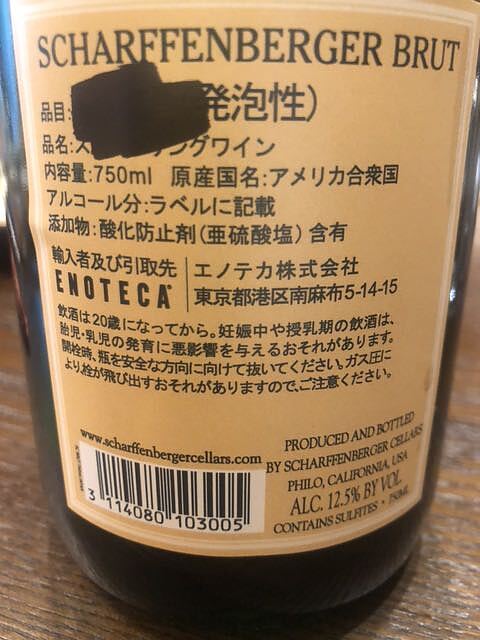 SCHARFFENBERGER BRUT
品目: 発泡性)
品名:ス リングワイン
内容量:750ml 原産国名:アメリカ合衆国
アルコール分:ラベルに記載
添加物:酸化防止剤(亜硫酸塩)含有
輸入者及び引取先
ENOTECA
エノテカ株式会社
東京都港区南麻布5-14-15
飲酒は20歳になってから。妊娠中や授乳期の飲酒は、
胎児・乳児の発育に悪影響を与えるおそれがあります。
開栓時、瓶を安全な方向に向けて抜いてください。ガス圧に
より、栓が飛び出すおそれがありますので、ご注意ください。
www.scharffenbergercellars.com
3 114080 103005
PRODUCED AND BOTTLED
BY SCHARFFENBERGER CELLARS
PHILO, CALIFORNIA, USA
ALC. 12.5% BY VOL
CONTAINS SULFITES • 750ML